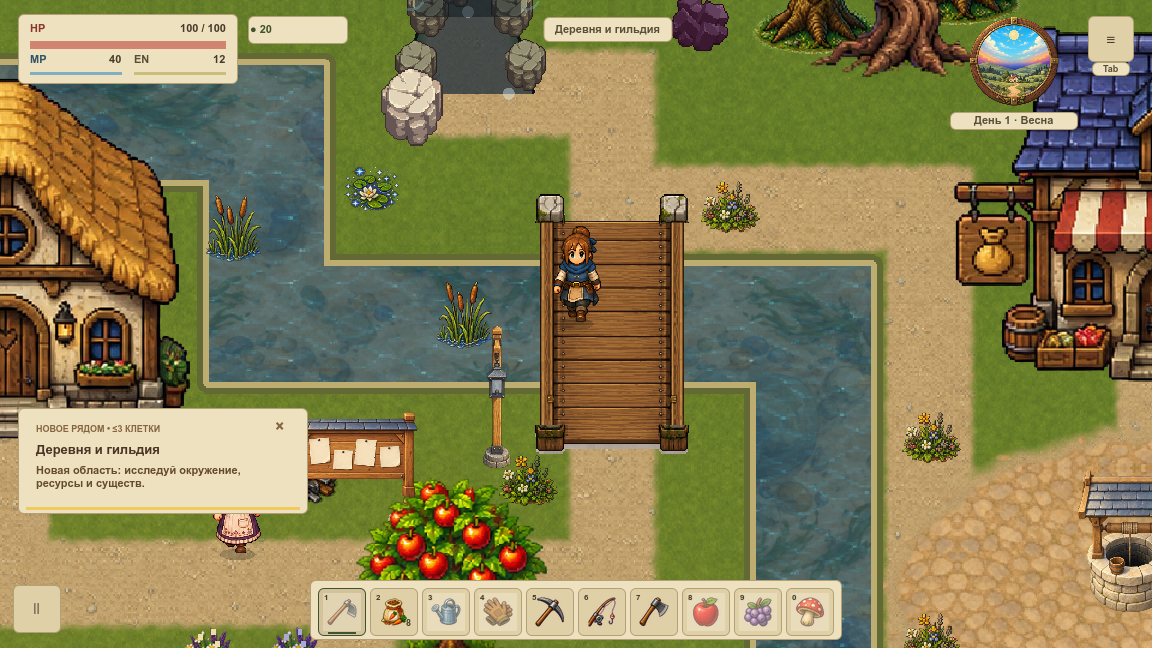 HP 100 / 100
MP 40 EN 12
20
Деревня и гильдия
≡
Tab
День 1 · Весна
НОВОЕ РЯДОМ • ≤3 КЛЕТКИ ×
Деревня и гильдия
Новая область: исследуй окружение,
ресурсы и существ.
II
1 2 3 4 5 6 7 8 9 0
8